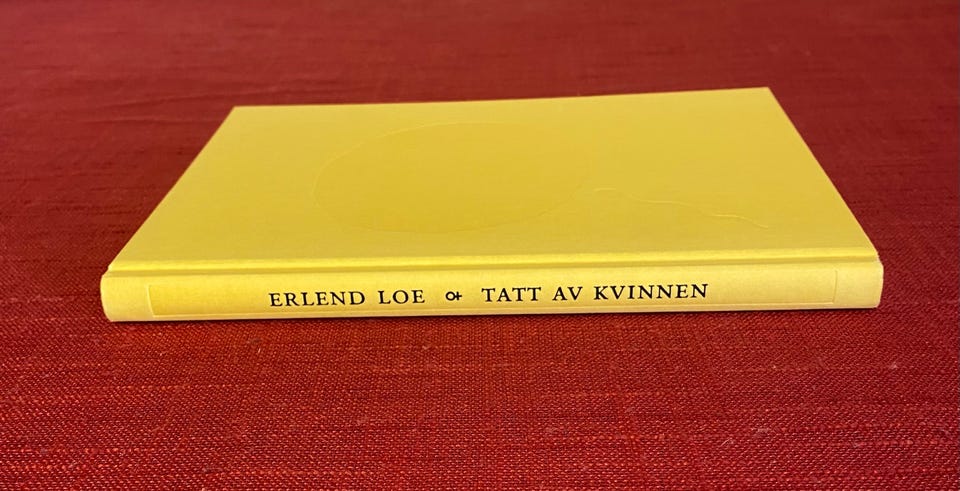 ERLEND LOE ♀ TATT AV KVINNEN